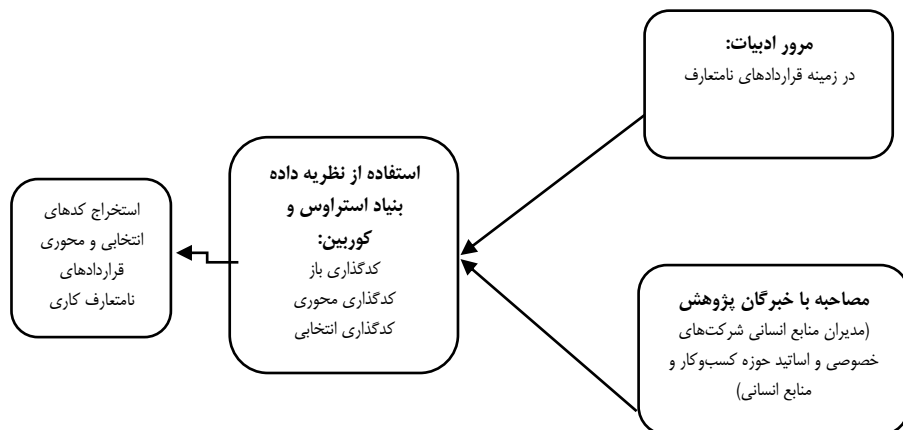 مرور ادبیات:
در زمینه قراردادهای نامتعارف
مصاحبه با خبرگان پژوهش
(مدیران منابع انسانی شرکت‌های
خصوصی و اساتید حوزه کسب‌وکار و
منابع انسانی)
استفاده از نظریه داده
بنیاد استراوس و
کوربین:
کدگذاری باز
کدگذاری محوری
کدگذاری انتخابی
استخراج کدهای
انتخابی و محوری
قراردادهای
نامتعارف کاری